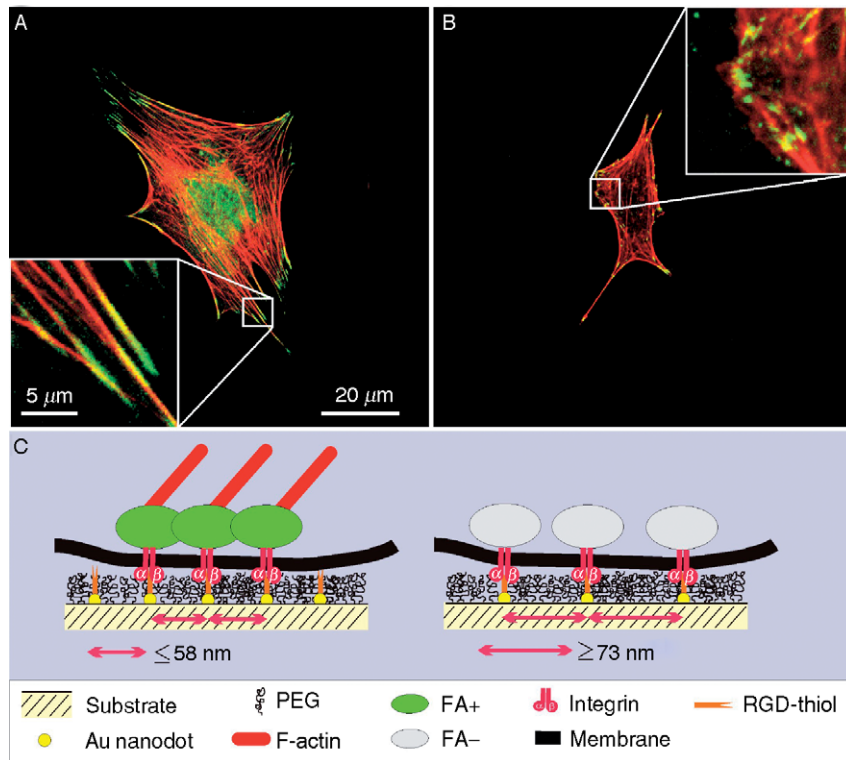 A
B
5 μm
20 μm
C
αβ αβ αβ
αβ αβ αβ
≤58 nm
≥73 nm
Substrate
PEG
FA+
αβ Integrin
RGD-thiol
Au nanodot
F-actin
FA−
Membrane